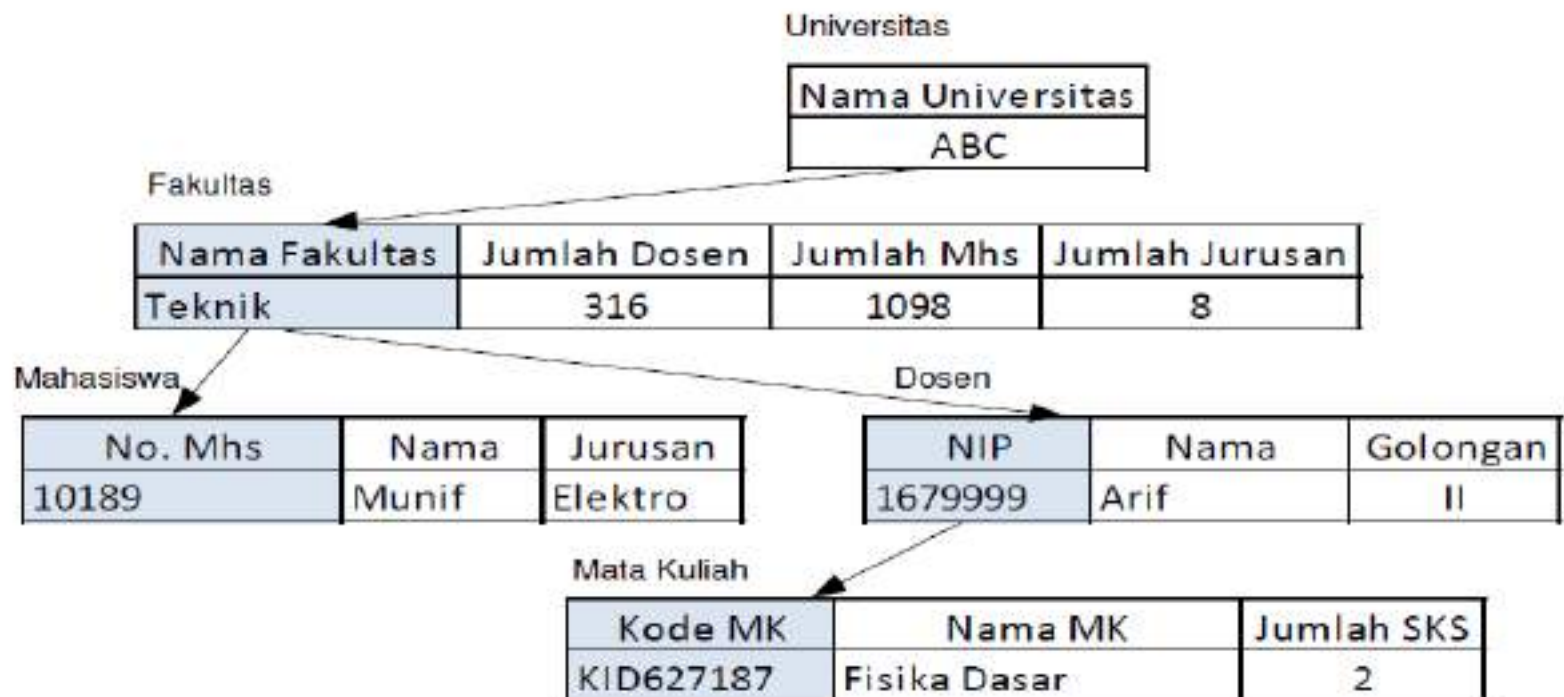 Universitas
Nama Universitas
ABC
Fakultas
Nama Fakultas Jumlah Dosen Jumlah Mhs Jumlah Jurusan
Teknik 316 1098 8
Mahasiswa
No. Mhs Nama Jurusan
10189 Munif Elektro
Dosen
NIP Nama Golongan
1679999 Arif II
Mata Kuliah
Kode MK Nama MK Jumlah SKS
KID627187 Fisika Dasar 2